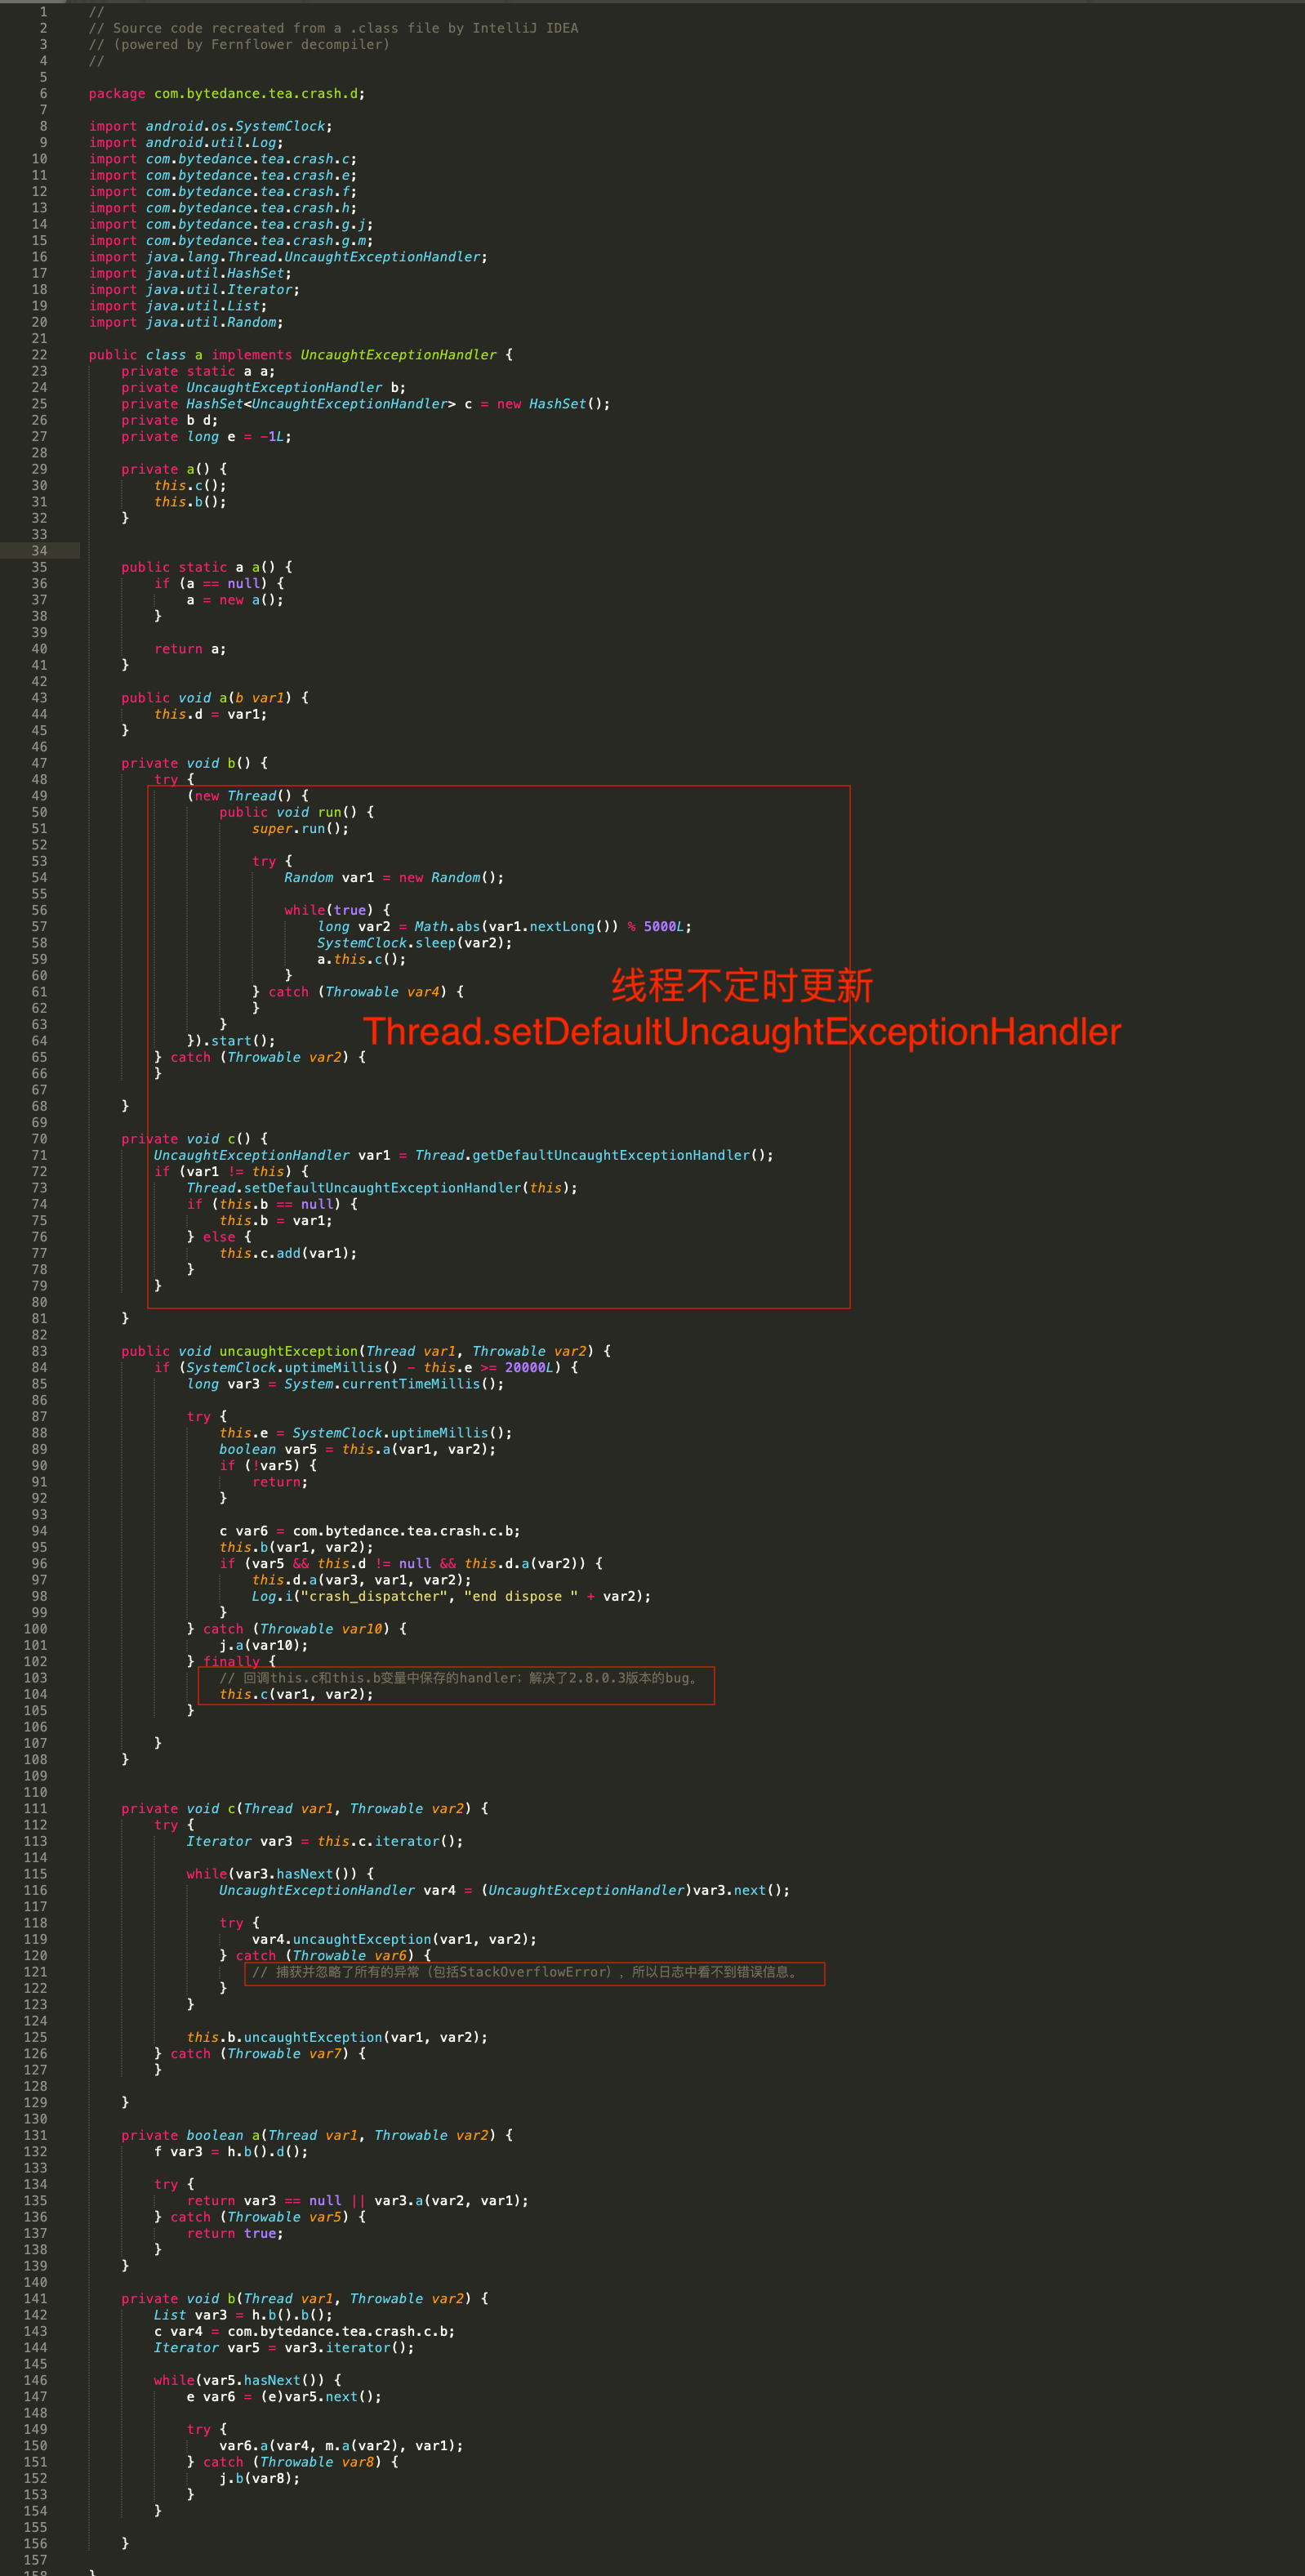 1 //
2 // Source code recreated from a .class file by IntelliJ IDEA
3 // (powered by Fernflower decompiler)
4 //
5
6 package com.bytedance.tea.crash.d;
7
8 import android.os.SystemClock;
9 import android.util.Log;
10 import com.bytedance.tea.crash.c;
11 import com.bytedance.tea.crash.e;
12 import com.bytedance.tea.crash.f;
13 import com.bytedance.tea.crash.h;
14 import com.bytedance.tea.crash.g.j;
15 import com.bytedance.tea.crash.g.m;
16 import java.lang.Thread.UncaughtExceptionHandler;
17 import java.util.HashSet;
18 import java.util.Iterator;
19 import java.util.List;
20 import java.util.Random;
21
22 public class a implements UncaughtExceptionHandler {
23     private static a a;
24     private UncaughtExceptionHandler b;
25     private HashSet<UncaughtExceptionHandler> c = new HashSet();
26     private b d;
27     private long e = -1L;
28
29     private a() {
30         this.c();
31         this.b();
32     }
33
34
35     public static a a() {
36         if (a == null) {
37             a = new a();
38         }
39
40         return a;
41     }
42
43     public void a(b var1) {
44         this.d = var1;
45     }
46
47     private void b() {
48         try {
49             (new Thread() {
50                 public void run() {
51                     super.run();
52
53                     try {
54                         Random var1 = new Random();
55
56                         while(true) {
57                             long var2 = Math.abs(var1.nextLong()) % 5000L;
58                             SystemClock.sleep(var2);
59                             a.this.c();
60                         }
61                     } catch (Throwable var4) {
62                     }
63                 }
64             }).start();
65         } catch (Throwable var2) {
66         }
67
68     }
线程不定时更新
Thread.setDefaultUncaughtExceptionHandler
69
70     private void c() {
71         UncaughtExceptionHandler var1 = Thread.getDefaultUncaughtExceptionHandler();
72         if (var1 != this) {
73             Thread.setDefaultUncaughtExceptionHandler(this);
74             if (this.b == null) {
75                 this.b = var1;
76             } else {
77                 this.c.add(var1);
78             }
79         }
80
81     }
82
83     public void uncaughtException(Thread var1, Throwable var2) {
84         if (SystemClock.uptimeMillis() - this.e >= 20000L) {
85             long var3 = System.currentTimeMillis();
86
87             try {
88                 this.e = SystemClock.uptimeMillis();
89                 boolean var5 = this.a(var1, var2);
90                 if (!var5) {
91                     return;
92                 }
93
94                 c var6 = com.bytedance.tea.crash.c.b;
95                 this.b(var1, var2);
96                 if (var5 && this.d != null && this.d.a(var2)) {
97                     this.d.a(var3, var1, var2);
98                     Log.i("crash_dispatcher", "end dispose " + var2);
99                 }
100             } catch (Throwable var10) {
101                 j.a(var10);
102             } finally {
103                 // 回调this.c和this.b变量中保存的handler；解决了2.8.0.3版本的bug。
104                 this.c(var1, var2);
105             }
106
107         }
108     }
109
110
111     private void c(Thread var1, Throwable var2) {
112         try {
113             Iterator var3 = this.c.iterator();
114
115             while(var3.hasNext()) {
116                 UncaughtExceptionHandler var4 = (UncaughtExceptionHandler)var3.next();
117
118                 try {
119                     var4.uncaughtException(var1, var2);
120                 } catch (Throwable var6) {
121                     // 捕获并忽略了所有的异常（包括StackOverflowError），所以日志中看不到错误信息。
122                 }
123             }
124
125             this.b.uncaughtException(var1, var2);
126         } catch (Throwable var7) {
127         }
128
129     }
130
131     private boolean a(Thread var1, Throwable var2) {
132         f var3 = h.b().d();
133
134         try {
135             return var3 == null || var3.a(var2, var1);
136         } catch (Throwable var5) {
137             return true;
138         }
139     }
140
141     private void b(Thread var1, Throwable var2) {
142         List var3 = h.b().b();
143         c var4 = com.bytedance.tea.crash.c.b;
144         Iterator var5 = var3.iterator();
145
146         while(var5.hasNext()) {
147             e var6 = (e)var5.next();
148
149             try {
150                 var6.a(var4, m.a(var2), var1);
151             } catch (Throwable var8) {
152                 j.b(var8);
153             }
154         }
155
156     }
157
158 }